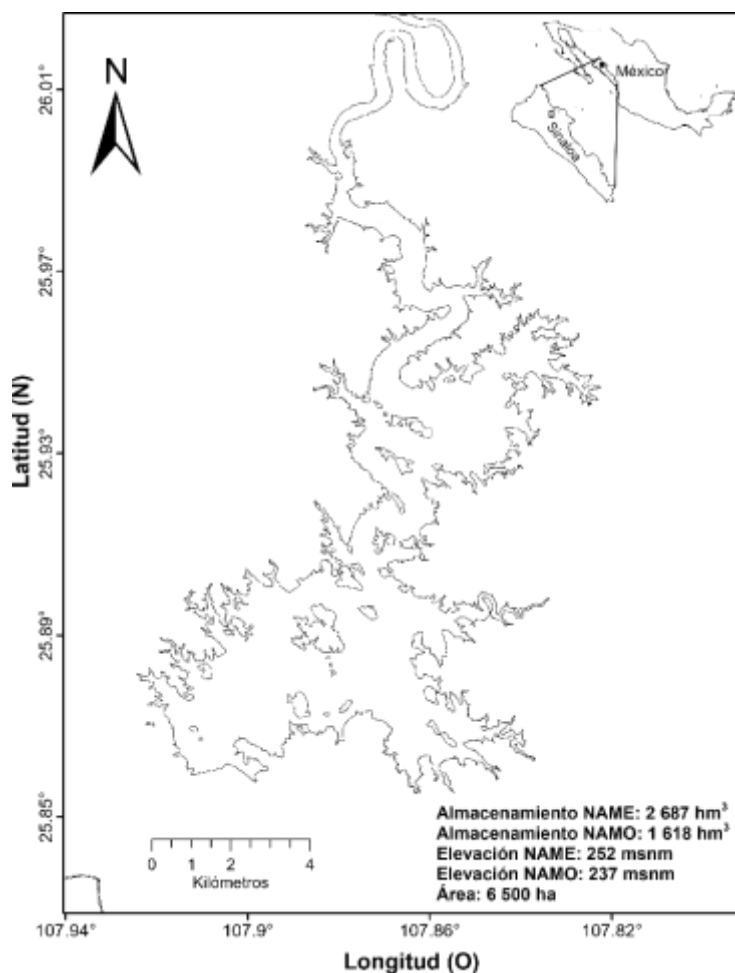 N
México
Sinaloa
26.01°
25.97°
25.93°
25.89°
25.85°
Latitud (N)
Almacenamiento NAME: 2 687 hm³
Almacenamiento NAMO: 1 618 hm³
Elevación NAME: 252 msnm
Elevación NAMO: 237 msnm
Área: 6 500 ha
0 1 2 4
Kilómetros
107.94° 107.9° 107.86° 107.82°
Longitud (O)